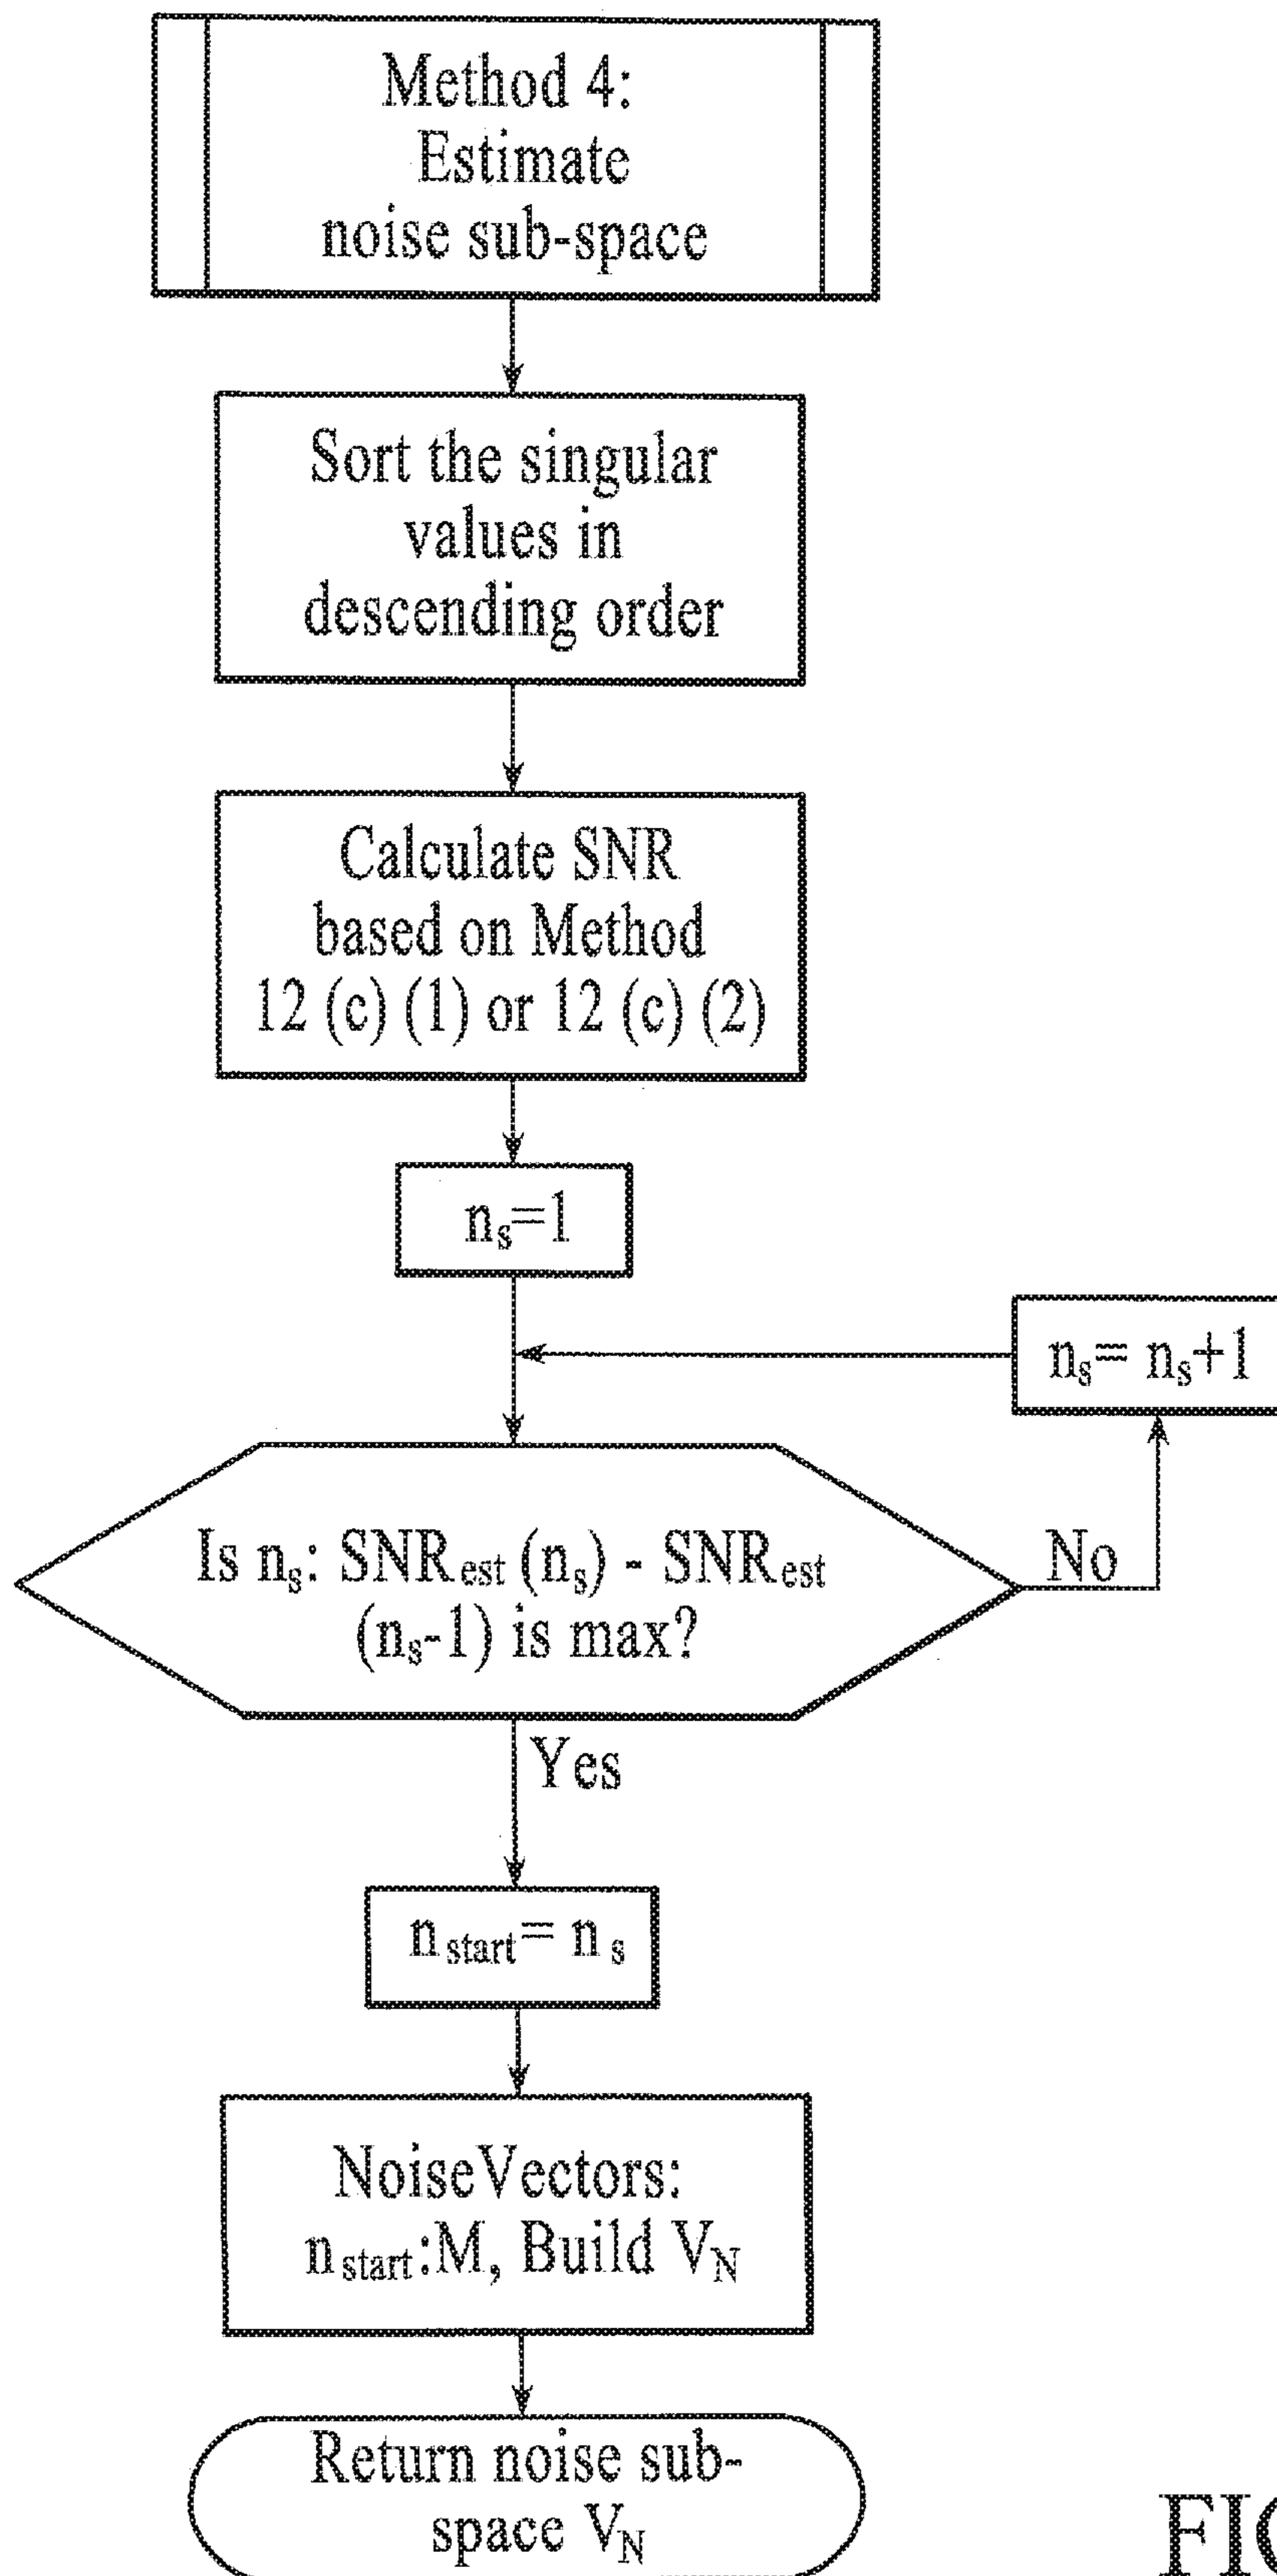 Method 4:
Estimate
noise sub-space
Sort the singular
values in
descending order
Calculate SNR
based on Method
12 (c) (1) or 12 (c) (2)
nₛ=1
nₛ= nₛ+1
Is nₛ: SNRest (nₛ) - SNRest
(nₛ-1) is max?
No
Yes
nstart= nₛ
NoiseVectors:
nstart:M, Build VN
Return noise sub-
space VN